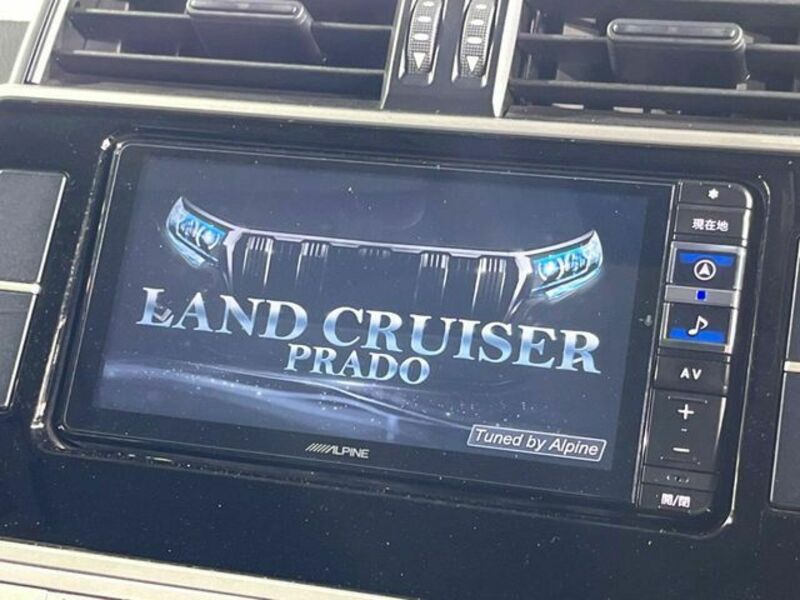 LAND CRUISER
PRADO
Tuned by Alpine
ALPINE
現在地
AV
+
−
開/閉